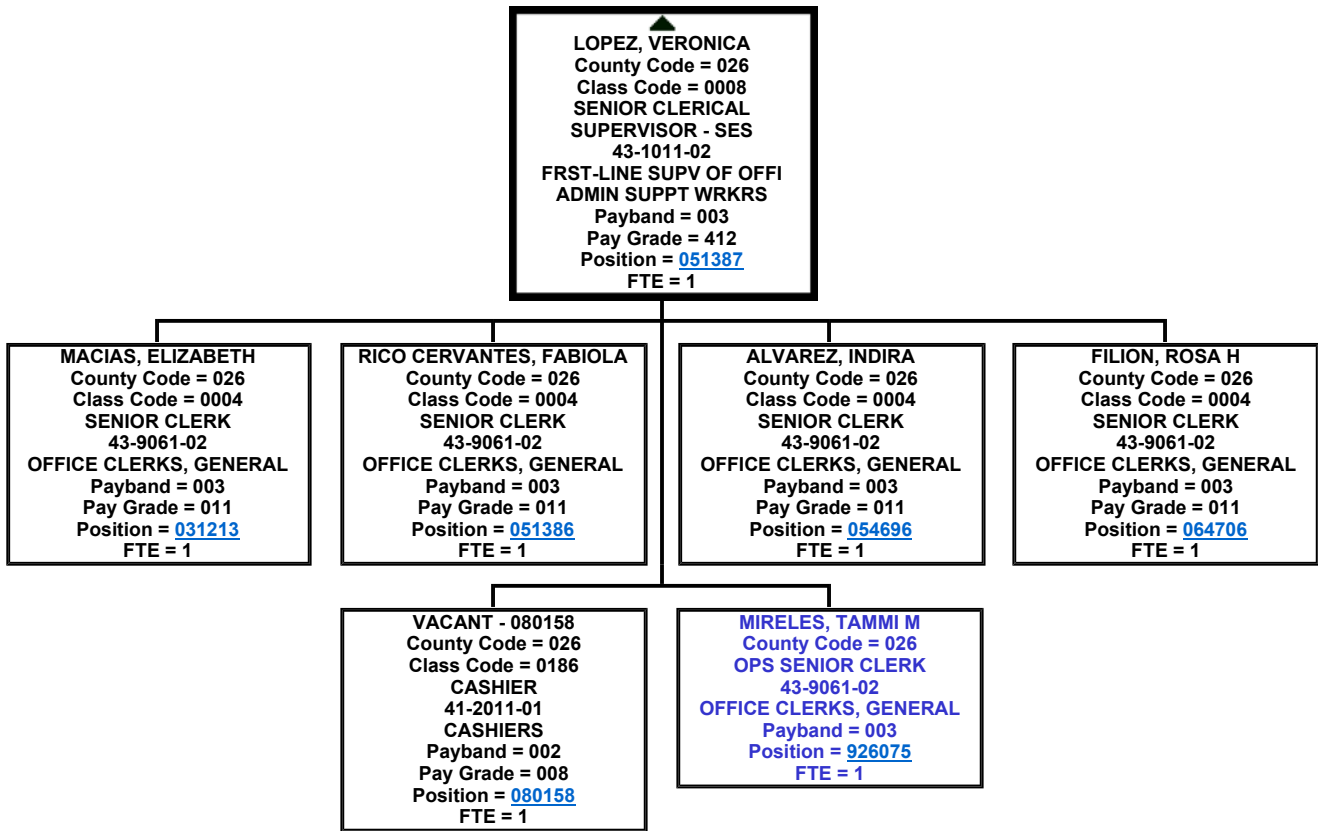 LOPEZ, VERONICA
County Code = 026
Class Code = 0008
SENIOR CLERICAL
SUPERVISOR - SES
43-1011-02
FRST-LINE SUPV OF OFFI
ADMIN SUPPT WRKRS
Payband = 003
Pay Grade = 412
Position = 051387
FTE = 1
MACIAS, ELIZABETH
County Code = 026
Class Code = 0004
SENIOR CLERK
43-9061-02
OFFICE CLERKS, GENERAL
Payband = 003
Pay Grade = 011
Position = 031213
FTE = 1
RICO CERVANTES, FABIOLA
County Code = 026
Class Code = 0004
SENIOR CLERK
43-9061-02
OFFICE CLERKS, GENERAL
Payband = 003
Pay Grade = 011
Position = 051386
FTE = 1
ALVAREZ, INDIRA
County Code = 026
Class Code = 0004
SENIOR CLERK
43-9061-02
OFFICE CLERKS, GENERAL
Payband = 003
Pay Grade = 011
Position = 054696
FTE = 1
FILION, ROSA H
County Code = 026
Class Code = 0004
SENIOR CLERK
43-9061-02
OFFICE CLERKS, GENERAL
Payband = 003
Pay Grade = 011
Position = 064706
FTE = 1
VACANT - 080158
County Code = 026
Class Code = 0186
CASHIER
41-2011-01
CASHIERS
Payband = 002
Pay Grade = 008
Position = 080158
FTE = 1
MIRELES, TAMMI M
County Code = 026
OPS SENIOR CLERK
43-9061-02
OFFICE CLERKS, GENERAL
Payband = 003
Position = 926075
FTE = 1